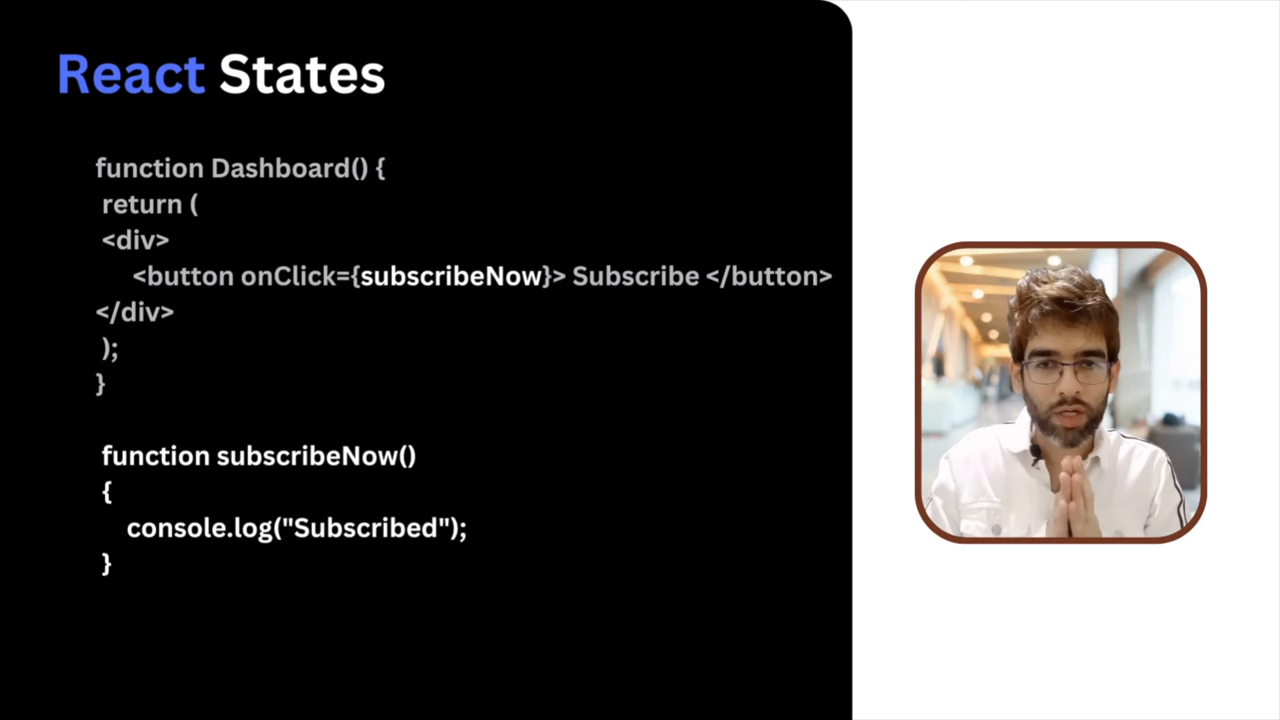 React States
function Dashboard() {
return (
<div>
<button onClick={subscribeNow}> Subscribe </button>
</div>
);
}
function subscribeNow()
{
console.log("Subscribed");
}